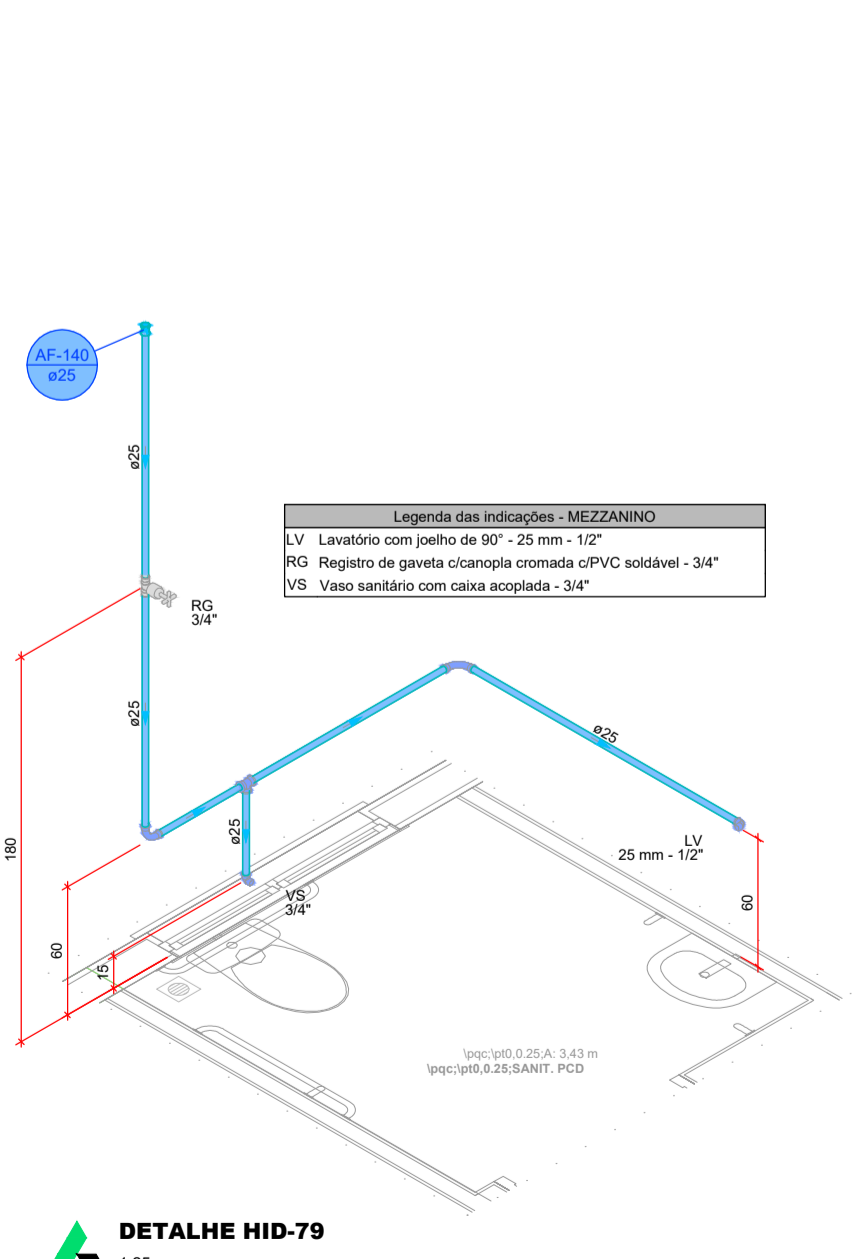 AF-140
ø25
ø25
Legenda das indicações - MEZZANINO
LV Lavatório com joelho de 90° - 25 mm - 1/2"
RG Registro de gaveta c/canopla cromada c/PVC soldável - 3/4"
VS Vaso sanitário com caixa acoplada - 3/4"
RG
3/4"
ø25
ø25
ø25
LV
25 mm - 1/2"
180
VS
3/4"
60
60
15
\pqc;\pt0,0.25;A: 3,43 m
\pqc;\pt0,0.25;SANIT. PCD
DETALHE HID-79